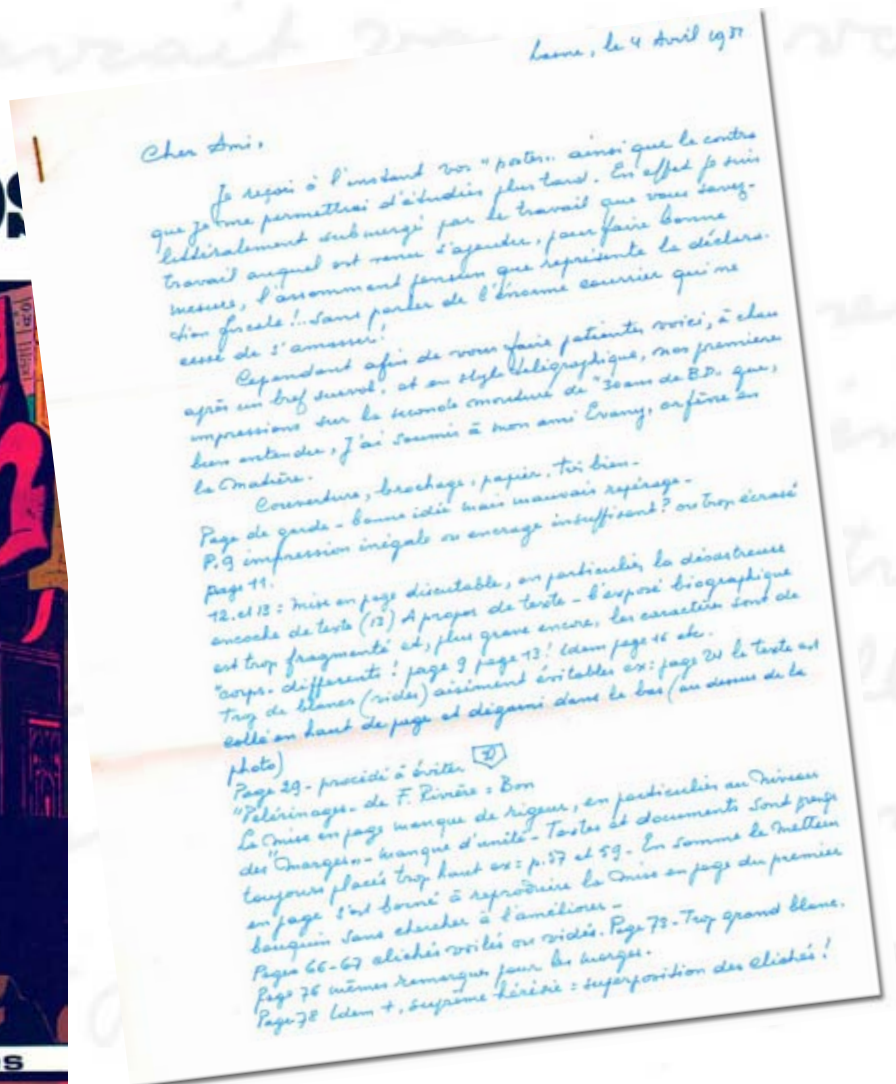 Lasne, le 4 Avril 19
Cher Ami,
Je reçois à l'instant vos "postes" ainsi que le contra
que je me permettrai d'étudier plus tard. En effet je suis
littéralement submergé par le travail que vous savez-
travail auquel est venu s'ajouter, pour faire bonne
mesure, l'assommant pensum que représente la déclara-
tion fiscale!.. Sans parler de l'énorme courrier qui ne
cesse de s'amasser!
Cependant afin de vous faire patienter voici, à chau
après un bref survol, et en style télégraphique, nos premières
impressions sur la seconde mouture de "30 ans de B.D." que,
bien entendu, J'ai soumis à mon ami Evany, orfèvre en
la Matière.
Couverture, brochage, papier, très bien-
Page de garde - bonne idée mais mauvais repérage-
P.9 impression inégale ou encrage insuffisant? ou trop écrasé
page 11.
12. et 13: mise en page discutable, en particulier la désastreuse
encoche de texte (12) A propos de texte - l'exposé biographique
est trop fragmenté et, plus grave encore, les caractères sont de
"corps" différents! page 9 page 13! Idem page 16 etc.
Trop de blancs (vides) aisément évitables ex: page 24 le texte est
collé en haut de page et dégarni dans le bas (au dessus de la
photo)
Page 29 - procédé à éviter
"Pélérinages" de F. Rivière = Bon
La Mise en page manque de rigueur, en particulier au Niveau
des "Marges" - manque d'unité - Textes et documents sont presqu
toujours placés trop haut ex: p.57 et 59 - En somme le metteur
en page s'est borné à reproduire la Mise en page du premier
bouquin sans chercher à l'améliorer -
Pages 66-67 clichés voilés ou vidés. Page 73 - Trop grand blanc.
Page 76 mêmes remarques pour les marges.
Page 78 Idem +, suprême hérésie = superposition des clichés!